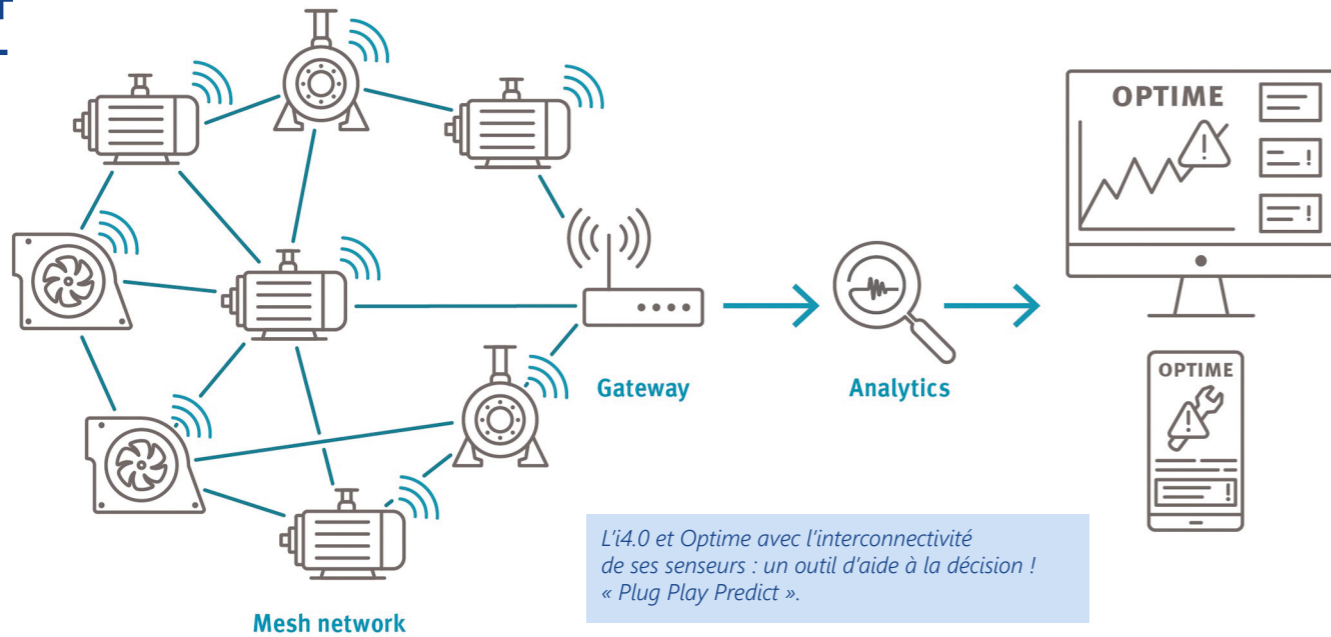 OPTIME
Gateway
Analytics
OPTIME
L'i4.0 et Optime avec l'interconnectivité
de ses senseurs : un outil d'aide à la décision !
« Plug Play Predict ».
Mesh network